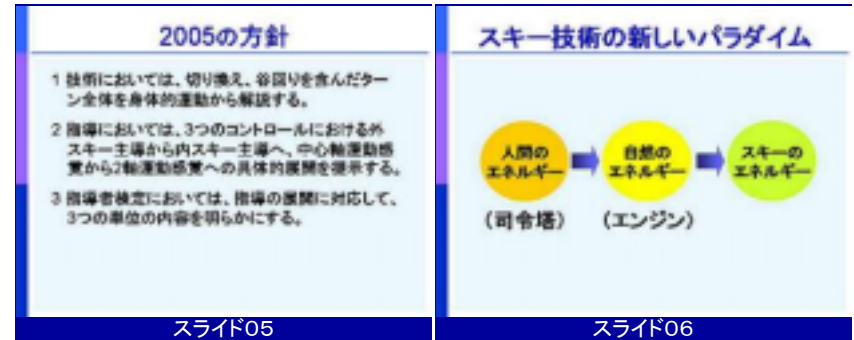 2005の方針
1 技術においては、切り換え、谷回りを含んだター
ン全体を身体的運動から解説する。
2 指導においては、3つのコントロールにおける外
スキー主導から内スキー主導へ、中心軸運動感
覚から2軸運動感覚への具体的展開を提示する。
3 指導者検定においては、指導の展開に対応して、
3つの単位の内容を明らかにする。
スライド05
スキー技術の新しいパラダイム
人間の
エネルギー
自然の
エネルギー
スキーの
エネルギー
(司令塔)
(エンジン)
スライド06